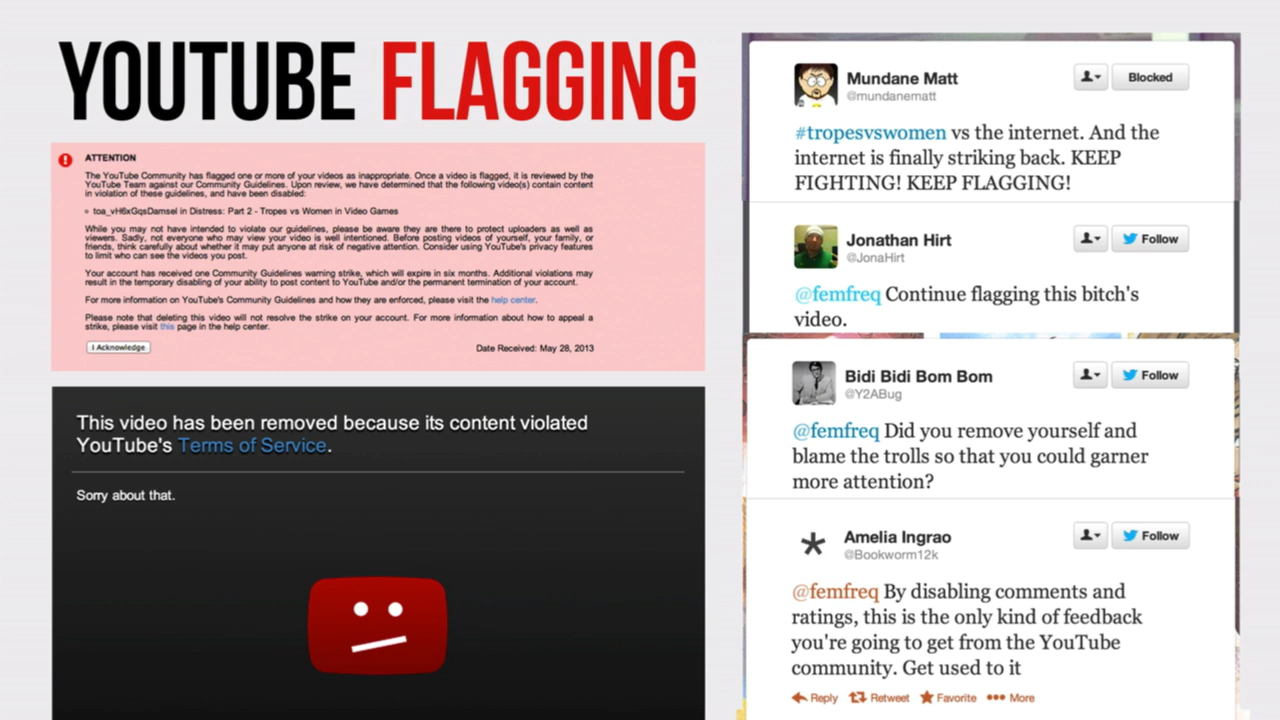 YOUTUBE FLAGGING
ATTENTION
The YouTube Community has flagged one or more of your videos as inappropriate. Once a video is flagged, it is reviewed by the
YouTube Team against our Community Guidelines. Upon review, we have determined that the following video(s) contain content
in violation of these guidelines, and have been disabled:
toa_vH6xGqsDamsel in Distress: Part 2 - Tropes vs Women in Video Games
While you may not have intended to violate our guidelines, please be aware they are there to protect uploaders as well as
viewers. Sadly, not everyone who may view your video is well intentioned. Before posting videos of yourself, your family, or
friends, think carefully about whether it may put anyone at risk of negative attention. Consider using YouTube's privacy features
to limit who can see the videos you post.
Your account has received one Community Guidelines warning strike, which will expire in six months. Additional violations may
result in the temporary disabling of your ability to post content to YouTube and/or the permanent termination of your account.
For more information on YouTube's Community Guidelines and how they are enforced, please visit the help center.
Please note that deleting this video will not resolve the strike on your account. For more information about how to appeal a
strike, please visit this page in the help center.
I Acknowledge
Date Received: May 28, 2013
This video has been removed because its content violated
YouTube's Terms of Service.
Sorry about that.
Mundane Matt
Blocked
@mundanematt
#tropesvswomen vs the internet. And the
internet is finally striking back. KEEP
FIGHTING! KEEP FLAGGING!
Jonathan Hirt
Follow
@JonaHirt
@femfreq Continue flagging this bitch's
video.
Bidi Bidi Bom Bom
Follow
@Y2ABug
@femfreq Did you remove yourself and
blame the trolls so that you could garner
more attention?
Amelia Ingrao
Follow
@Bookworm12k
@femfreq By disabling comments and
ratings, this is the only kind of feedback
you're going to get from the YouTube
community. Get used to it
Reply Retweet Favorite More